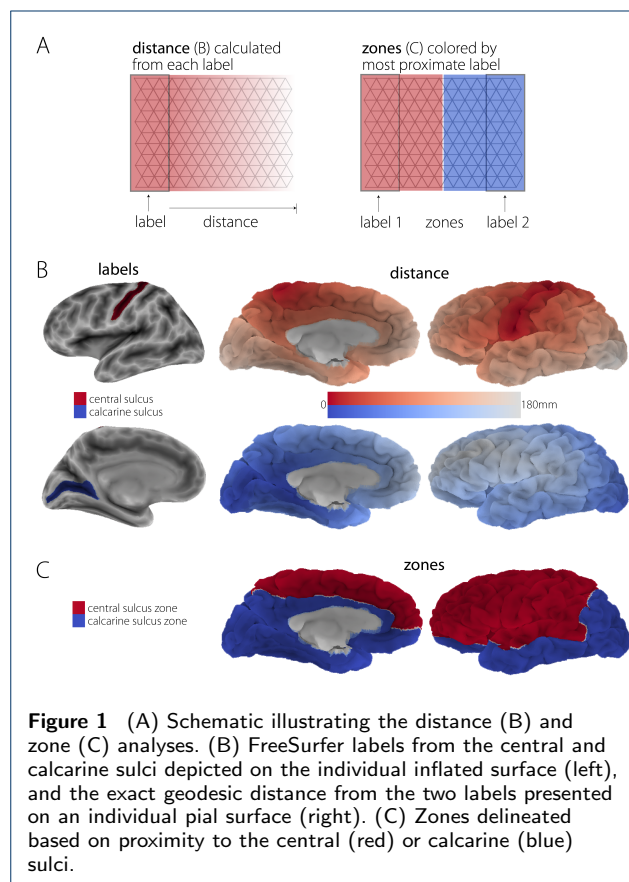 A
distance (B) calculated
from each label
zones (C) colored by
most proximate label
label
distance
label 1
zones
label 2
B
labels
distance
central sulcus
calcarine sulcus
0
180mm
C
zones
central sulcus zone
calcarine sulcus zone
Figure 1 (A) Schematic illustrating the distance (B) and
zone (C) analyses. (B) FreeSurfer labels from the central and
calcarine sulci depicted on the individual inflated surface (left),
and the exact geodesic distance from the two labels presented
on an individual pial surface (right). (C) Zones delineated
based on proximity to the central (red) or calcarine (blue)
sulci.